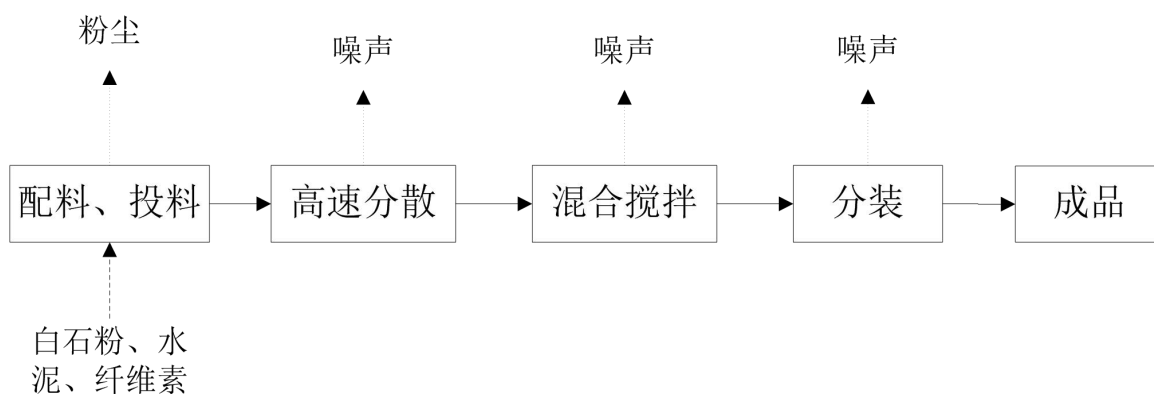 粉尘
噪声
噪声
噪声
配料、投料
高速分散
混合搅拌
分装
成品
白石粉、水
泥、纤维素